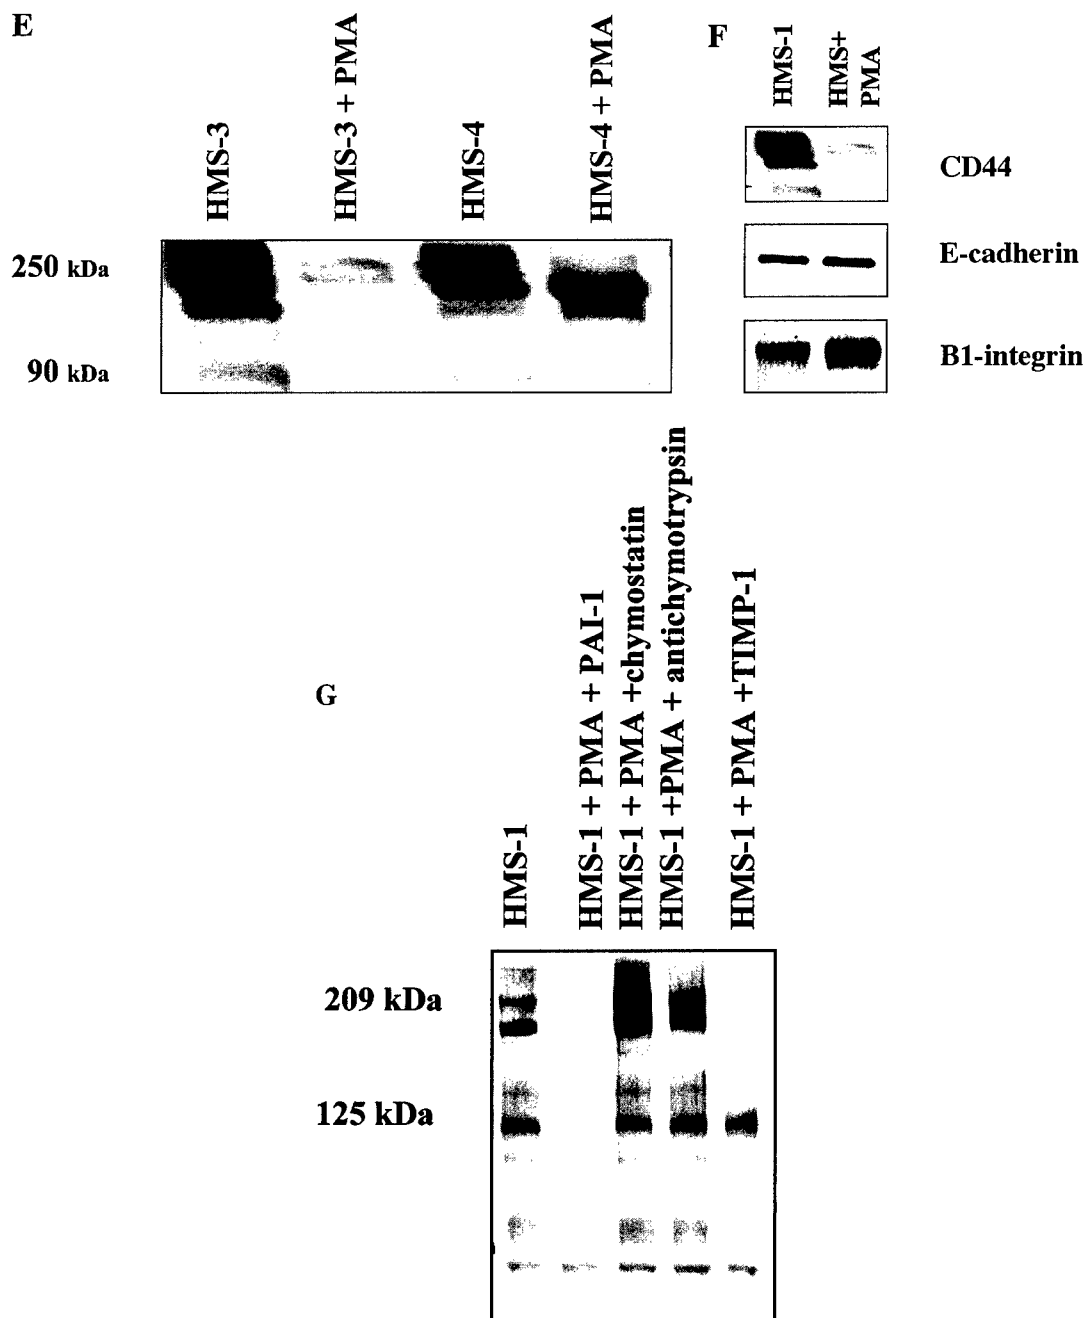 E
HMS-3
HMS-3 + PMA
HMS-4
HMS-4 + PMA
250 kDa
90 kDa
F
HMS-1
HMS+
PMA
CD44
E-cadherin
B1-integrin
G
HMS-1
HMS-1 + PMA + PAI-1
HMS-1 + PMA +chymostatin
HMS-1 +PMA + antichymotrypsin
HMS-1 + PMA +TIMP-1
209 kDa
125 kDa